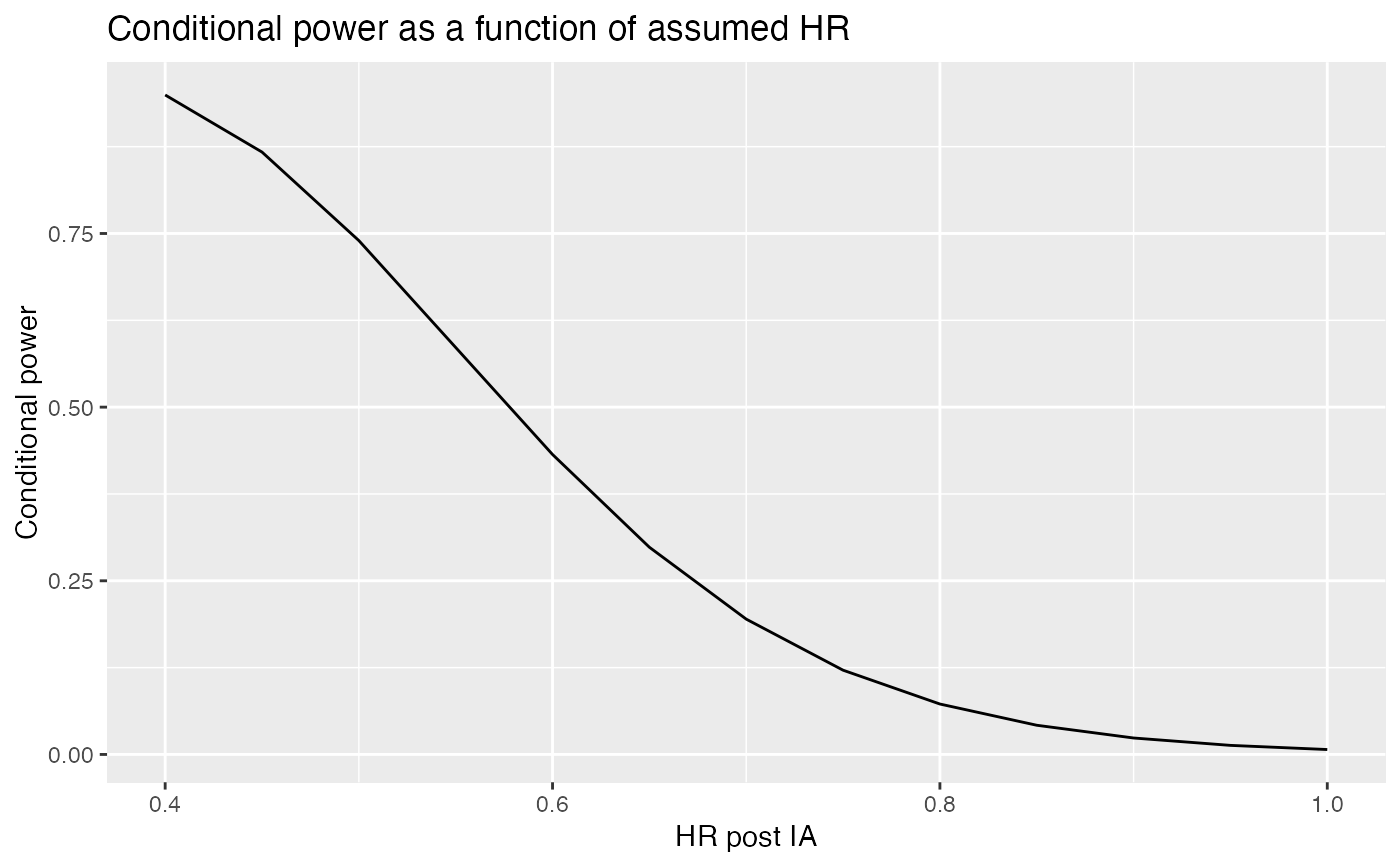 Conditional power as a function of assumed HR
Conditional power
0.75
0.50
0.25
0.00
0.4 0.6 0.8 1.0
HR post IA